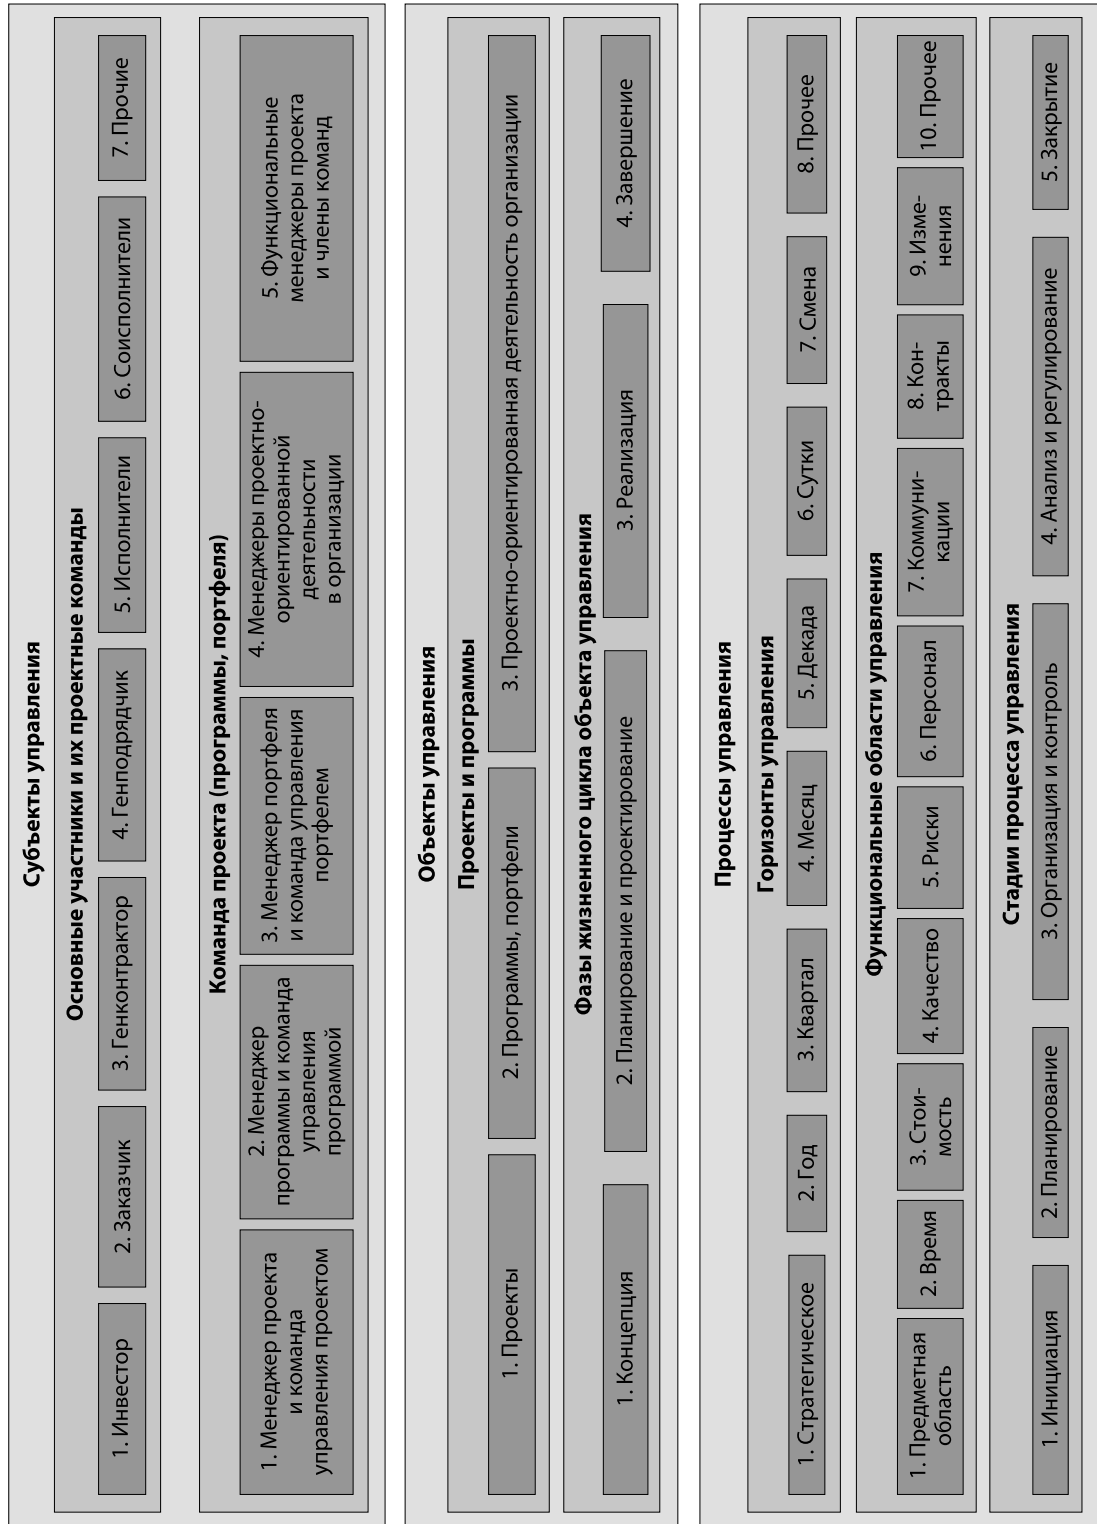 Субъекты управления
Основные участники и их проектные команды
1. Инвестор
2. Заказчик
3. Генконтрактор
4. Генподрядчик
5. Исполнители
6. Соисполнители
7. Прочие
Команда проекта (программы, портфеля)
1. Менеджер проекта
и команда
управления проектом
2. Менеджер
программы и команда
управления
программой
3. Менеджер портфеля
и команда управления
портфелем
4. Менеджеры проектно-
ориентированной
деятельности
в организации
5. Функциональные
менеджеры проекта
и члены команд
Объекты управления
Проекты и программы
1. Проекты
2. Программы, портфели
3. Проектно-ориентированная деятельность организации
Фазы жизненного цикла объекта управления
1. Концепция
2. Планирование и проектирование
3. Реализация
4. Завершение
Процессы управления
Горизонты управления
1. Стратегическое
2. Год
3. Квартал
4. Месяц
5. Декада
6. Сутки
7. Смена
8. Прочее
Функциональные области управления
1. Предметная
область
2. Время
3. Стои-
мость
4. Качество
5. Риски
6. Персонал
7. Коммуни-
кации
8. Кон-
тракты
9. Изме-
нения
10. Прочее
Стадии процесса управления
1. Инициация
2. Планирование
3. Организация и контроль
4. Анализ и регулирование
5. Закрытие